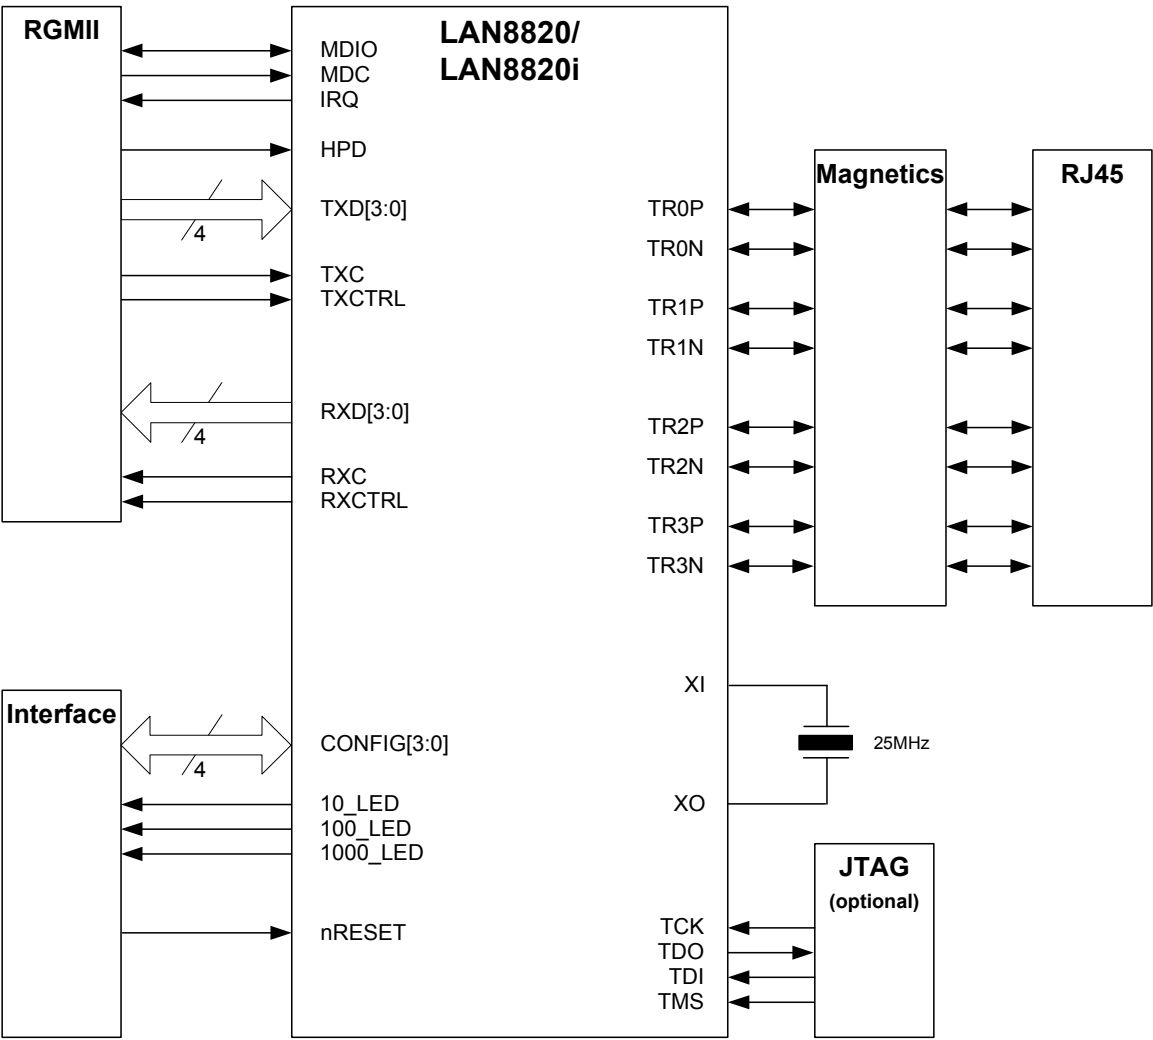 RGMII
LAN8820/
LAN8820i
MDIO
MDC
IRQ
HPD
TXD[3:0]
4
TXC
TXCTRL
RXD[3:0]
4
RXC
RXCTRL
Magnetics
RJ45
TR0P
TR0N
TR1P
TR1N
TR2P
TR2N
TR3P
TR3N
Interface
CONFIG[3:0]
4
10_LED
100_LED
1000_LED
nRESET
XI
25MHz
XO
JTAG
(optional)
TCK
TDO
TDI
TMS